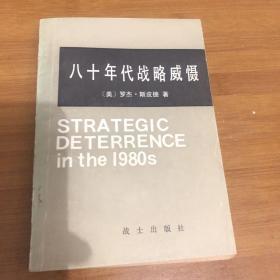 八十年代战略威慑
〔美〕罗杰·斯皮德 著
STRATEGIC
DETERRENCE
in the 1980s
战士出版社